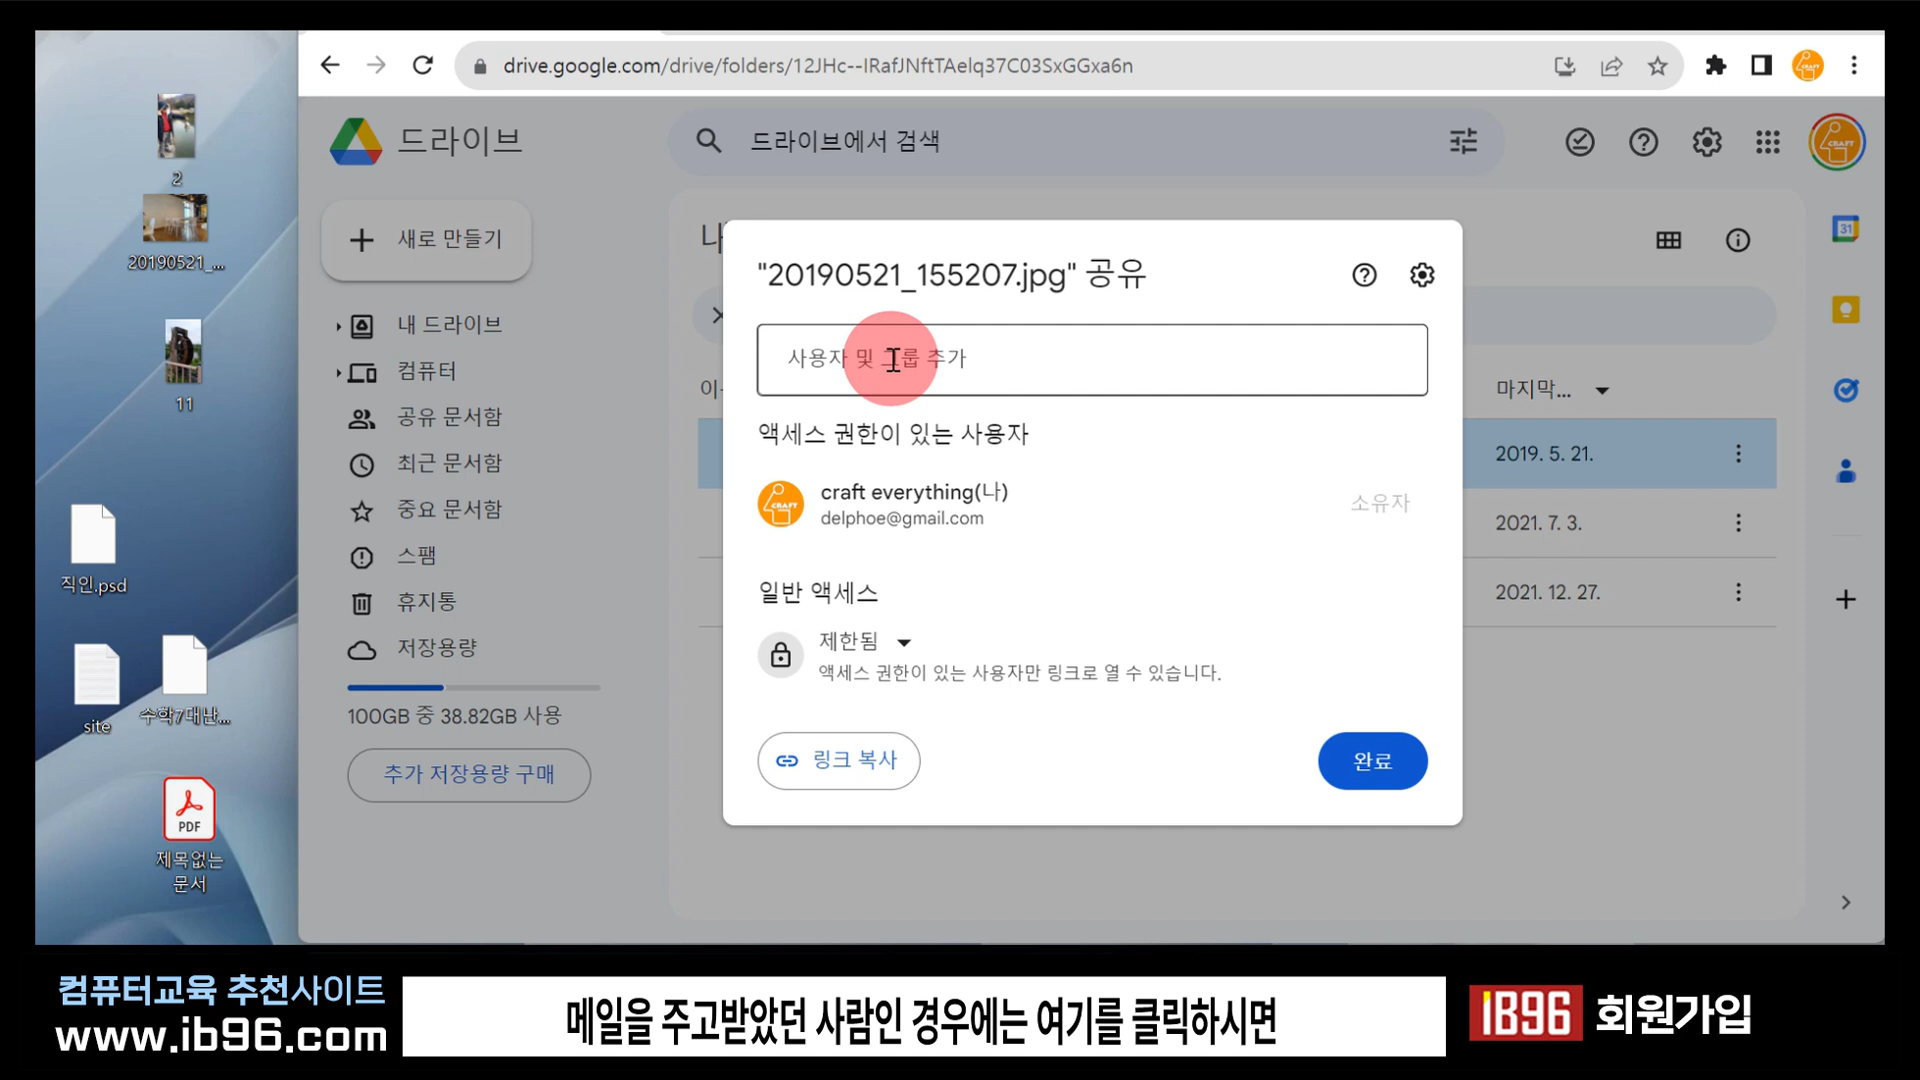 drive.google.com/drive/folders/12JHc--IRafJNftTAelq37C03SxGGxa6n
2
20190521_...
11
직인.psd
site
수학7대난...
PDF
제목없는
문서
드라이브
드라이브에서 검색
CRAFT
31
새로 만들기
내 드라이브
컴퓨터
공유 문서함
최근 문서함
중요 문서함
스팸
휴지통
저장용량
100GB 중 38.82GB 사용
추가 저장용량 구매
마지막...
2019. 5. 21.
2021. 7. 3.
2021. 12. 27.
"20190521_155207.jpg" 공유
사용자 및 그룹 추가
액세스 권한이 있는 사용자
CRAFT
craft everything(나)
delphoe@gmail.com
소유자
일반 액세스
제한됨
액세스 권한이 있는 사용자만 링크로 열 수 있습니다.
링크 복사
완료
컴퓨터교육 추천사이트
www.ib96.com
메일을 주고받았던 사람인 경우에는 여기를 클릭하시면
IB96 회원가입